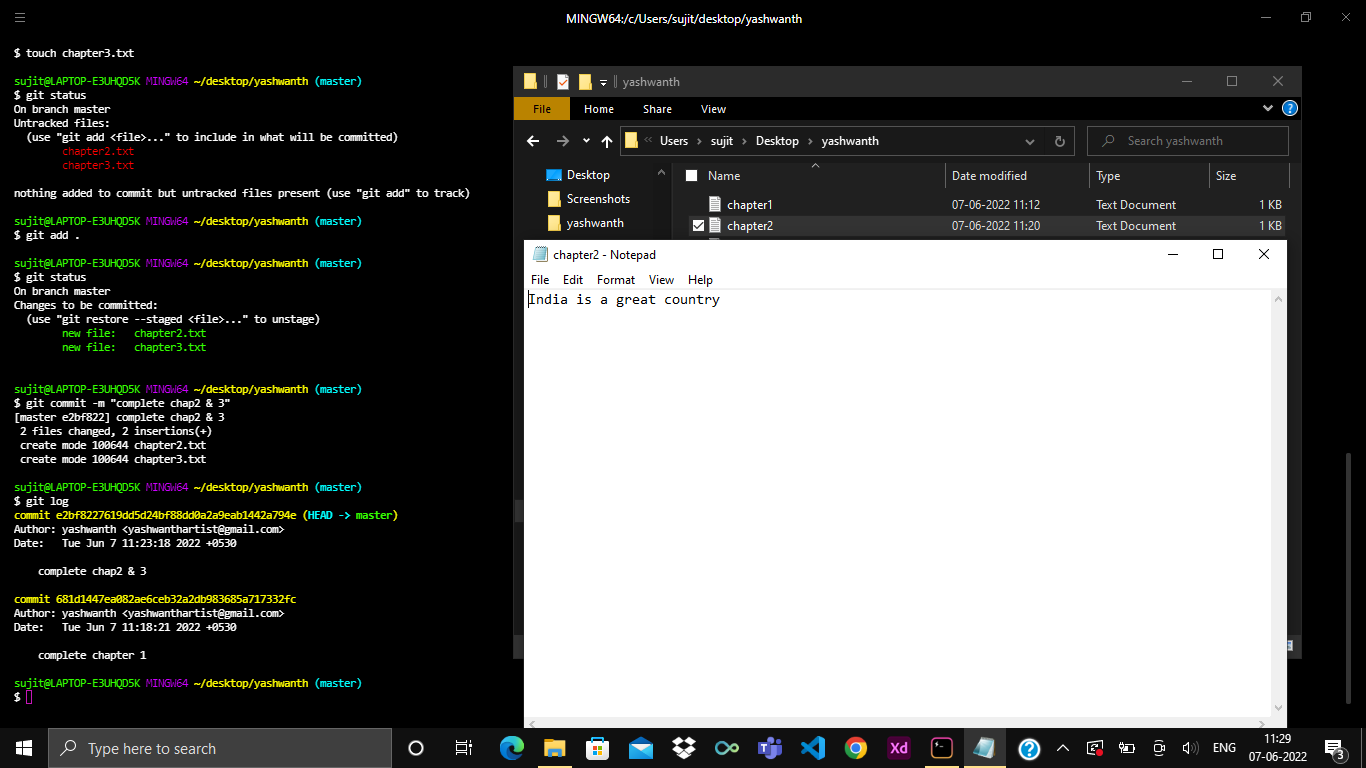 MINGW64:/c/Users/sujit/desktop/yashwanth
$ touch chapter3.txt
sujit@LAPTOP-E3UHQD5K MINGW64 ~/desktop/yashwanth (master)
$ git status
On branch master
Untracked files:
  (use "git add <file>..." to include in what will be committed)
        chapter2.txt
        chapter3.txt
nothing added to commit but untracked files present (use "git add" to track)
sujit@LAPTOP-E3UHQD5K MINGW64 ~/desktop/yashwanth (master)
$ git add .
sujit@LAPTOP-E3UHQD5K MINGW64 ~/desktop/yashwanth (master)
$ git status
On branch master
Changes to be committed:
  (use "git restore --staged <file>..." to unstage)
        new file:   chapter2.txt
        new file:   chapter3.txt
sujit@LAPTOP-E3UHQD5K MINGW64 ~/desktop/yashwanth (master)
$ git commit -m "complete chap2 & 3"
[master e2bf822] complete chap2 & 3
 2 files changed, 2 insertions(+)
 create mode 100644 chapter2.txt
 create mode 100644 chapter3.txt
sujit@LAPTOP-E3UHQD5K MINGW64 ~/desktop/yashwanth (master)
$ git log
commit e2bf8227619dd5d24bf88dd0a2a9eab1442a794e (HEAD -> master)
Author: yashwanth <yashwanthartist@gmail.com>
Date:   Tue Jun 7 11:23:18 2022 +0530
    complete chap2 & 3
commit 681d1447ea082ae6ceb32a2db983685a717332fc
Author: yashwanth <yashwanthartist@gmail.com>
Date:   Tue Jun 7 11:18:21 2022 +0530
    complete chapter 1
sujit@LAPTOP-E3UHQD5K MINGW64 ~/desktop/yashwanth (master)
$
yashwanth
File Home Share View
Users › sujit › Desktop › yashwanth
Search yashwanth
Desktop
Screenshots
yashwanth
Name Date modified Type Size
chapter1 07-06-2022 11:12 Text Document 1 KB
chapter2 07-06-2022 11:20 Text Document 1 KB
chapter2 - Notepad
File Edit Format View Help
India is a great country
Type here to search
Xd
ENG
11:29
07-06-2022
3